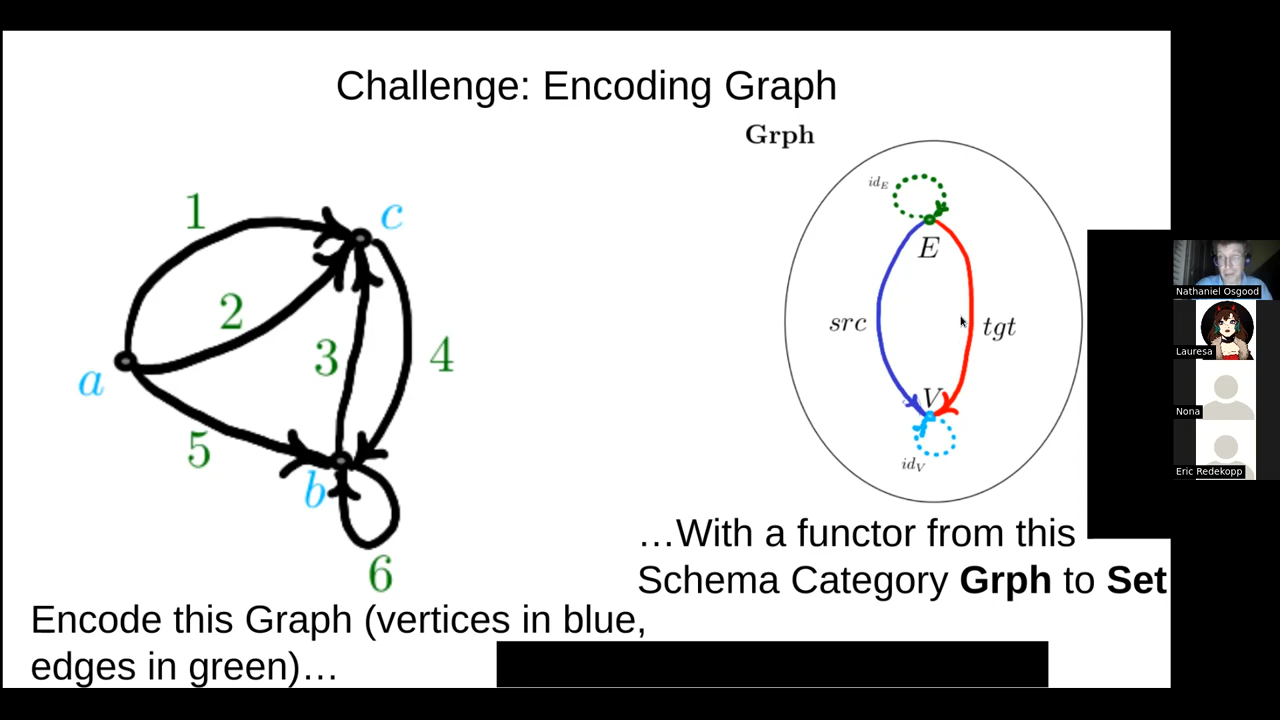 Challenge: Encoding Graph
Grph
1
c
id_E
E
2
3
4
src
tgt
a
V
5
b
id_V
6
…With a functor from this
Schema Category Grph to Set
Encode this Graph (vertices in blue,
edges in green)…
Nathaniel Osgood
Lauresa
Nona
Eric Redekopp